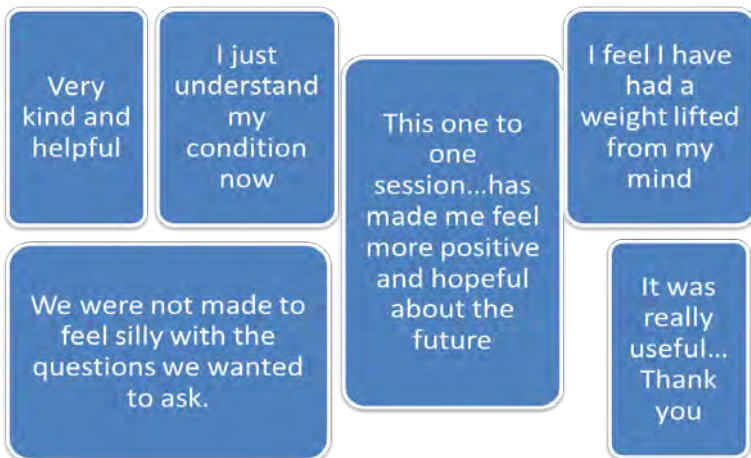 Very
kind and
helpful
I just
understand
my
condition
now
This one to
one
session...has
made me feel
more positive
and hopeful
about the
future
I feel I have
had a
weight lifted
from my
mind
We were not made to
feel silly with the
questions we wanted
to ask.
It was
really
useful...
Thank
you